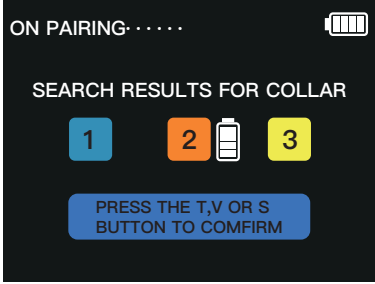 ON PAIRING······
SEARCH RESULTS FOR COLLAR
1 2 3
PRESS THE T,V OR S
BUTTON TO COMFIRM